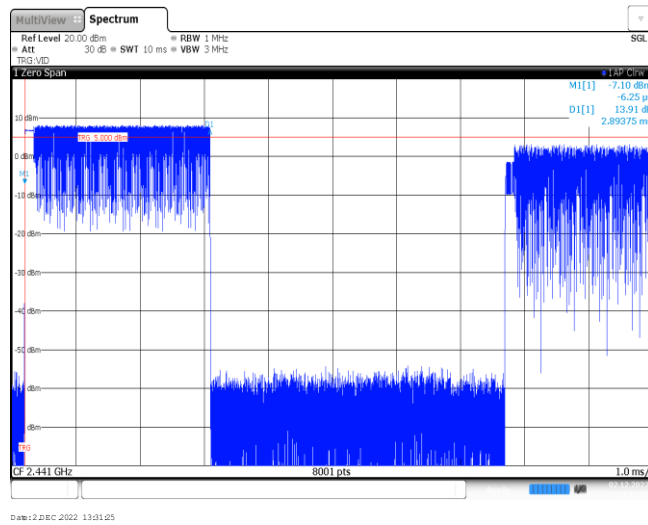 MultiView Spectrum
Ref Level 20.00 dBm RBW 1 MHz SGL
Att 30 dB SWT 10 ms VBW 3 MHz
TRG:VID
1 Zero Span 1AP Clrw
M1[1] -7.10 dBm
-6.25 µ
D1[1] 13.91 dB
2.89375 ms
10 dBm
D1
TRG 5.000 dBm
0 dBm
M1
-10 dBm
-20 dBm
-30 dBm
-40 dBm
-50 dBm
dBm
dBm
TRG
CF 2.441 GHz 8001 pts 1.0 ms/
Date: 2.DEC.2022 13:31:25